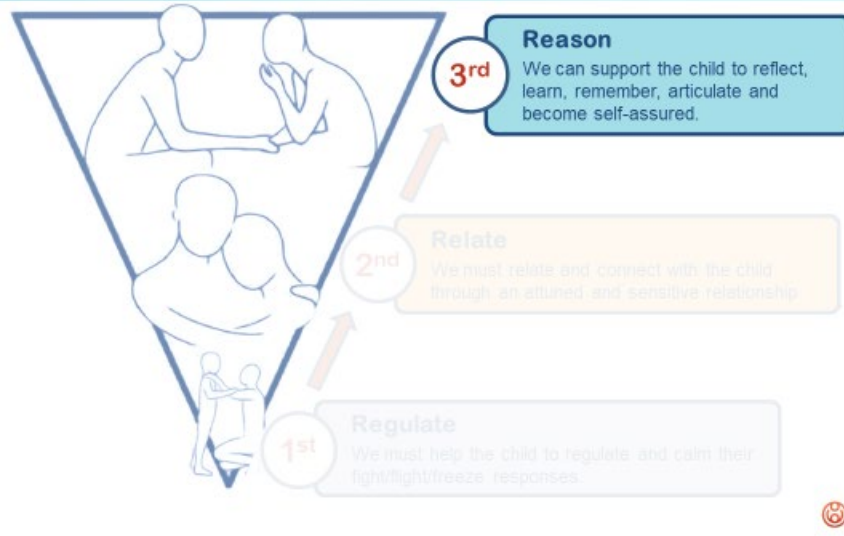 Reason
3rd
We can support the child to reflect,
learn, remember, articulate and
become self-assured.
Relate
2nd
We must relate and connect with the child
through an attuned and sensitive relationship
Regulate
1st
We must help the child to regulate and calm their
fight/flight/freeze responses.